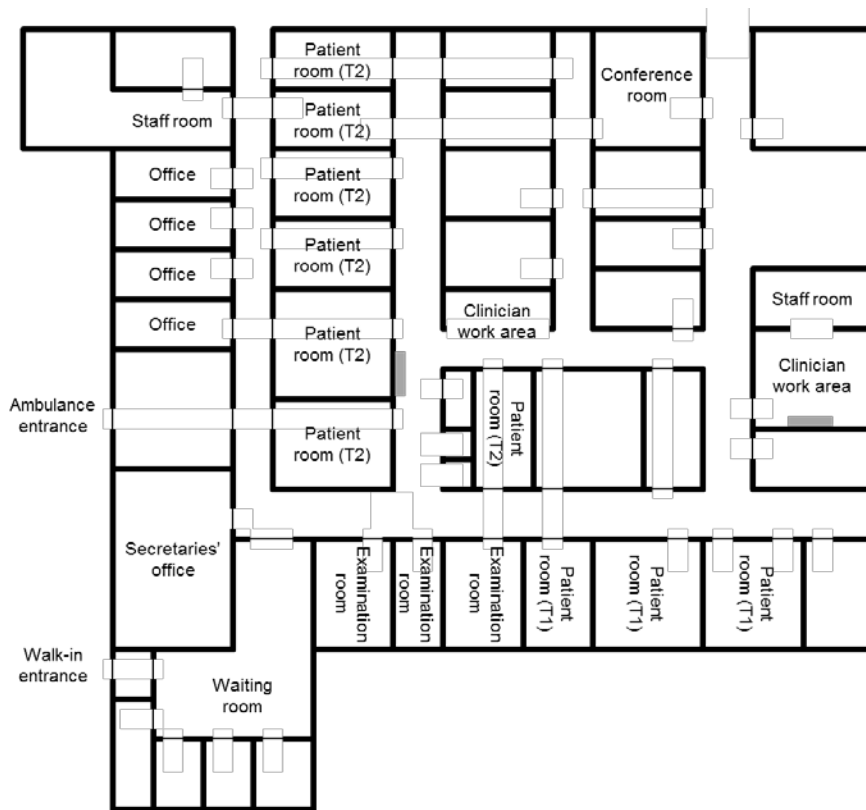 Patient
room (T2)
Conference
room
Staff room
Patient
room (T2)
Office
Patient
room (T2)
Office
Patient
room (T2)
Office
Staff room
Office
Patient
room (T2)
Clinician
work area
Clinician
work area
Ambulance
entrance
Patient
room (T2)
Patient
room (T2)
Secretaries'
office
Examination
room
Examination
room
Examination
room
Patient
room (T1)
Patient
room (T1)
Patient
room (T1)
Walk-in
entrance
Waiting
room